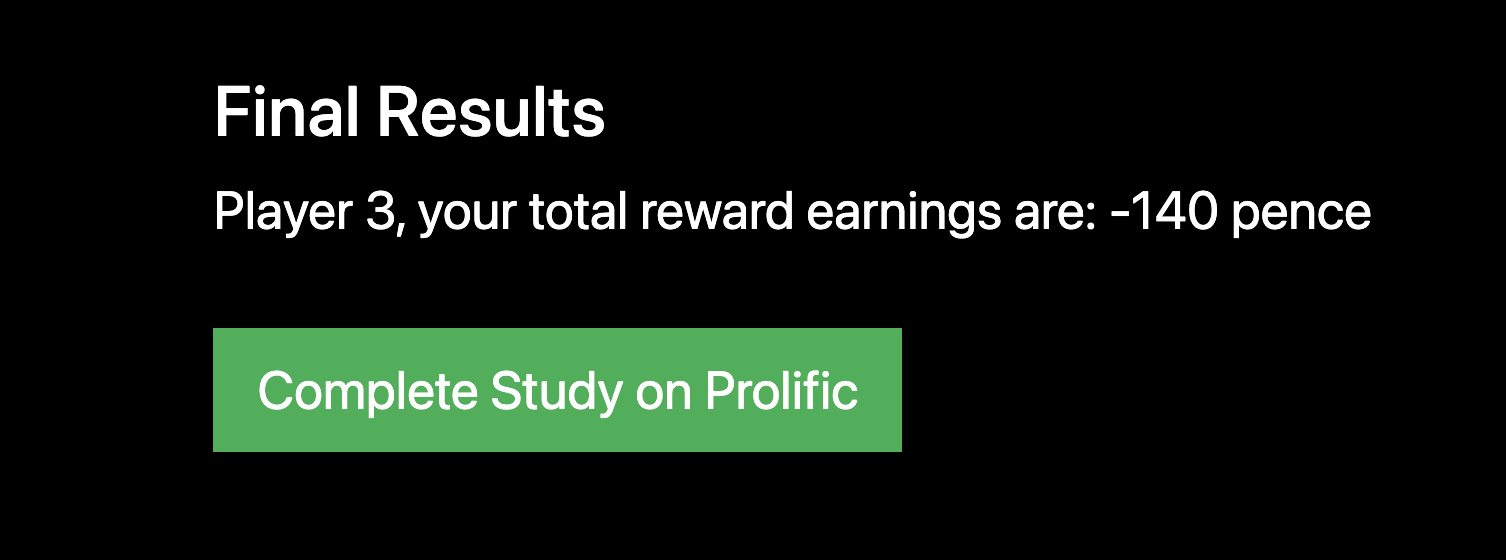 Final Results
Player 3, your total reward earnings are: -140 pence
Complete Study on Prolific